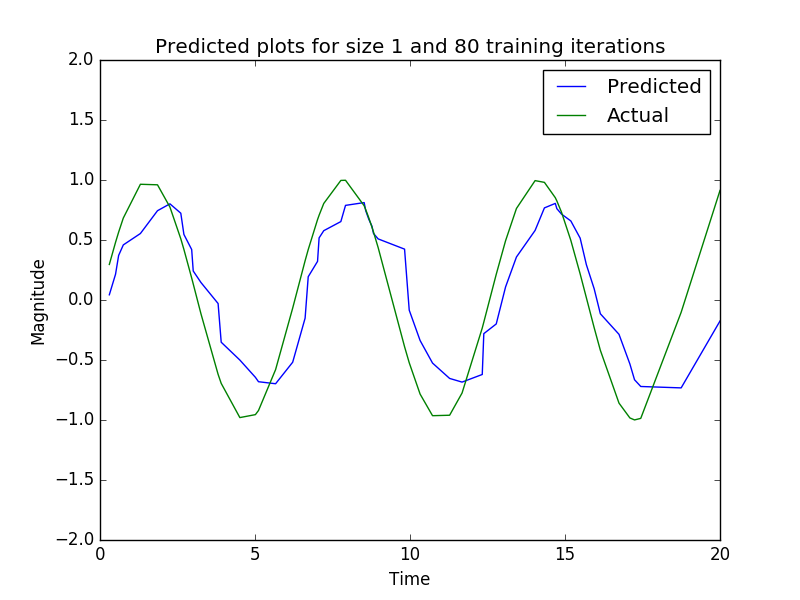 Predicted plots for size 1 and 80 training iterations
Predicted
Actual
2.0
1.5
1.0
0.5
0.0
−0.5
−1.0
−1.5
−2.0
Magnitude
0 5 10 15 20
Time